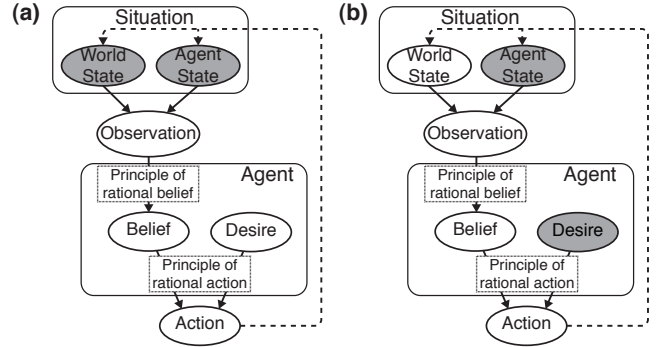 (a)
Situation
World
State
Agent
State
Observation
Agent
Principle of
rational belief
Belief
Desire
Principle of
rational action
Action
(b)
Situation
World
State
Agent
State
Observation
Agent
Principle of
rational belief
Belief
Desire
Principle of
rational action
Action